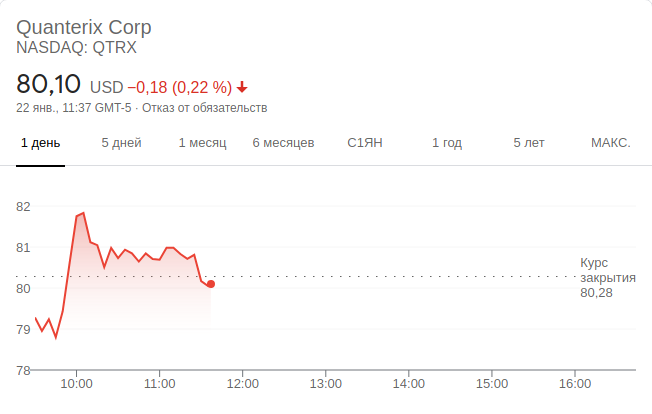 Quanterix Corp
NASDAQ: QTRX
80,10 USD −0,18 (0,22 %)
22 янв., 11:37 GMT-5 · Отказ от обязательств
1 день 5 дней 1 месяц 6 месяцев С1ЯН 1 год 5 лет МАКС.
82
81
80
79
78
Курс
закрытия
80,28
10:00 11:00 12:00 13:00 14:00 15:00 16:00